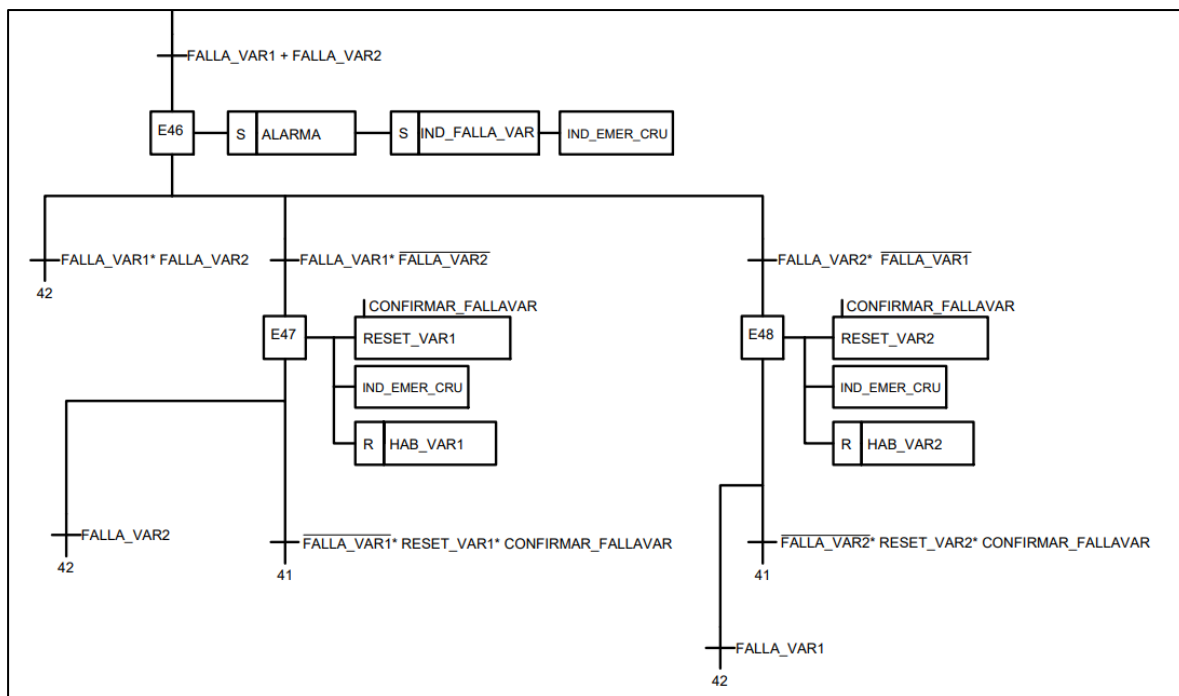 FALLA_VAR1 + FALLA_VAR2
E46
S
ALARMA
S
IND_FALLA_VAR
IND_EMER_CRU
FALLA_VAR1* FALLA_VAR2
42
FALLA_VAR1* FALLA_VAR2
FALLA_VAR2* FALLA_VAR1
CONFIRMAR_FALLAVAR
E47
RESET_VAR1
IND_EMER_CRU
R
HAB_VAR1
CONFIRMAR_FALLAVAR
E48
RESET_VAR2
IND_EMER_CRU
R
HAB_VAR2
FALLA_VAR2
42
FALLA_VAR1* RESET_VAR1* CONFIRMAR_FALLAVAR
41
FALLA_VAR2* RESET_VAR2* CONFIRMAR_FALLAVAR
41
FALLA_VAR1
42